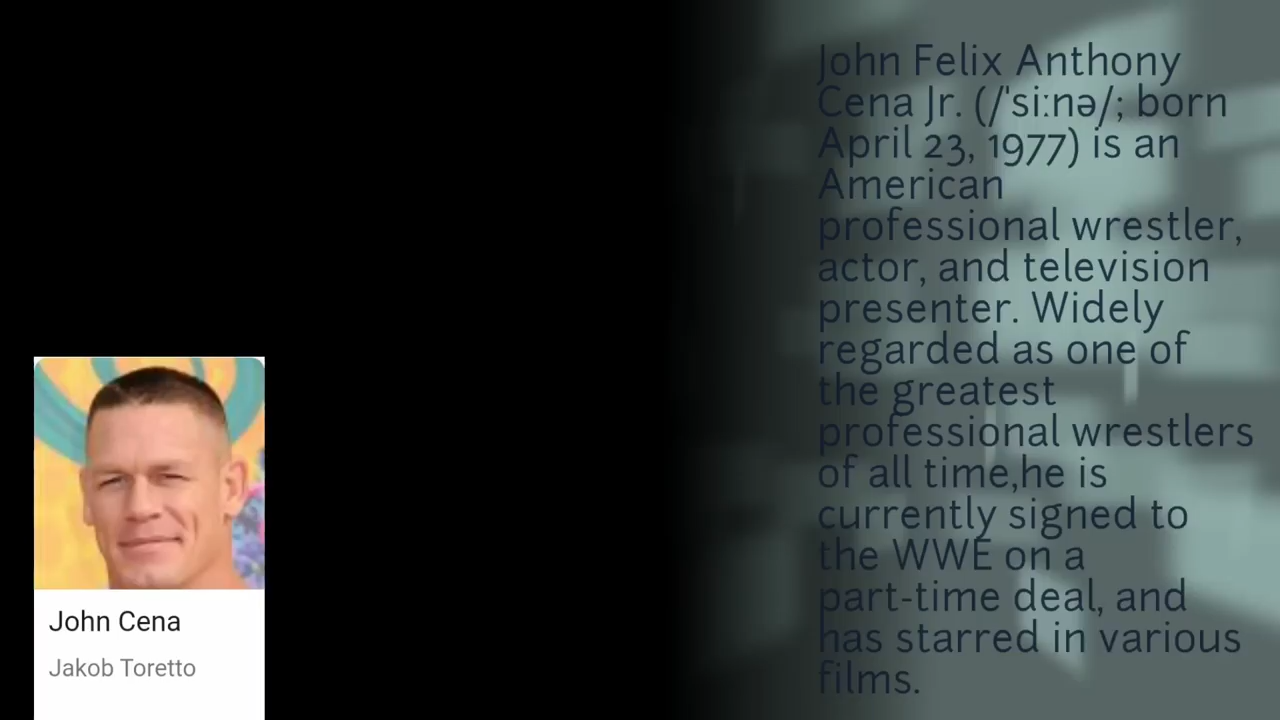 John Felix Anthony
Cena Jr. (/ˈsiːnə/; born
April 23, 1977) is an
American
professional wrestler,
actor, and television
presenter. Widely
regarded as one of
the greatest
professional wrestlers
of all time,he is
currently signed to
the WWE on a
part-time deal, and
has starred in various
films.
John Cena
Jakob Toretto